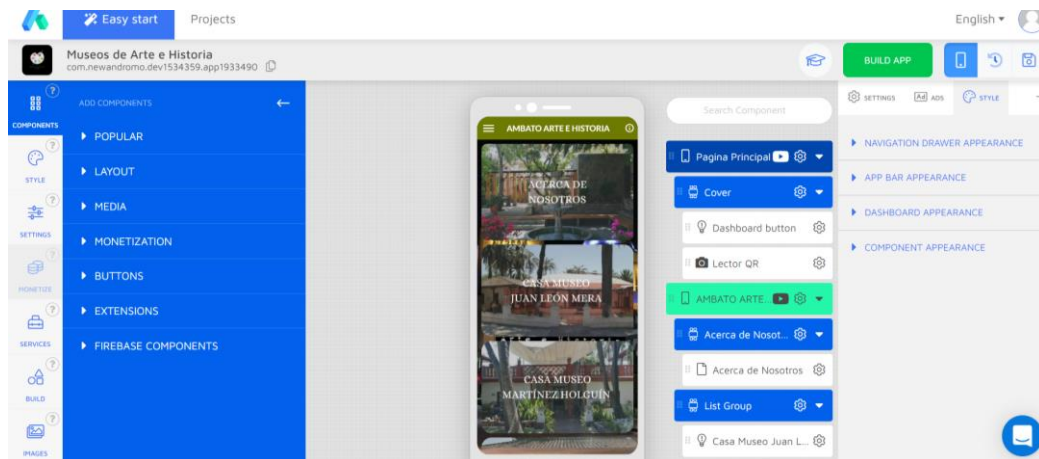 Easy start
Projects
English
Museos de Arte e Historia
com.newandromo.dev1534359.app1933490
BUILD APP
COMPONENTS
STYLE
SETTINGS
MONETIZE
SERVICES
BUILD
IMAGES
ADD COMPONENTS
POPULAR
LAYOUT
MEDIA
MONETIZATION
BUTTONS
EXTENSIONS
FIREBASE COMPONENTS
AMBATO ARTE E HISTORIA
ACERCA DE
NOSOTROS
CASA MUSEO
JUAN LEÓN MERA
CASA MUSEO
MARTÍNEZ HOLGUÍN
Search Component
Pagina Principal
Cover
Dashboard button
Lector QR
AMBATO ARTE...
Acerca de Nosot...
Acerca de Nosotros
List Group
Casa Museo Juan L...
SETTINGS
Ad ADS
STYLE
NAVIGATION DRAWER APPEARANCE
APP BAR APPEARANCE
DASHBOARD APPEARANCE
COMPONENT APPEARANCE